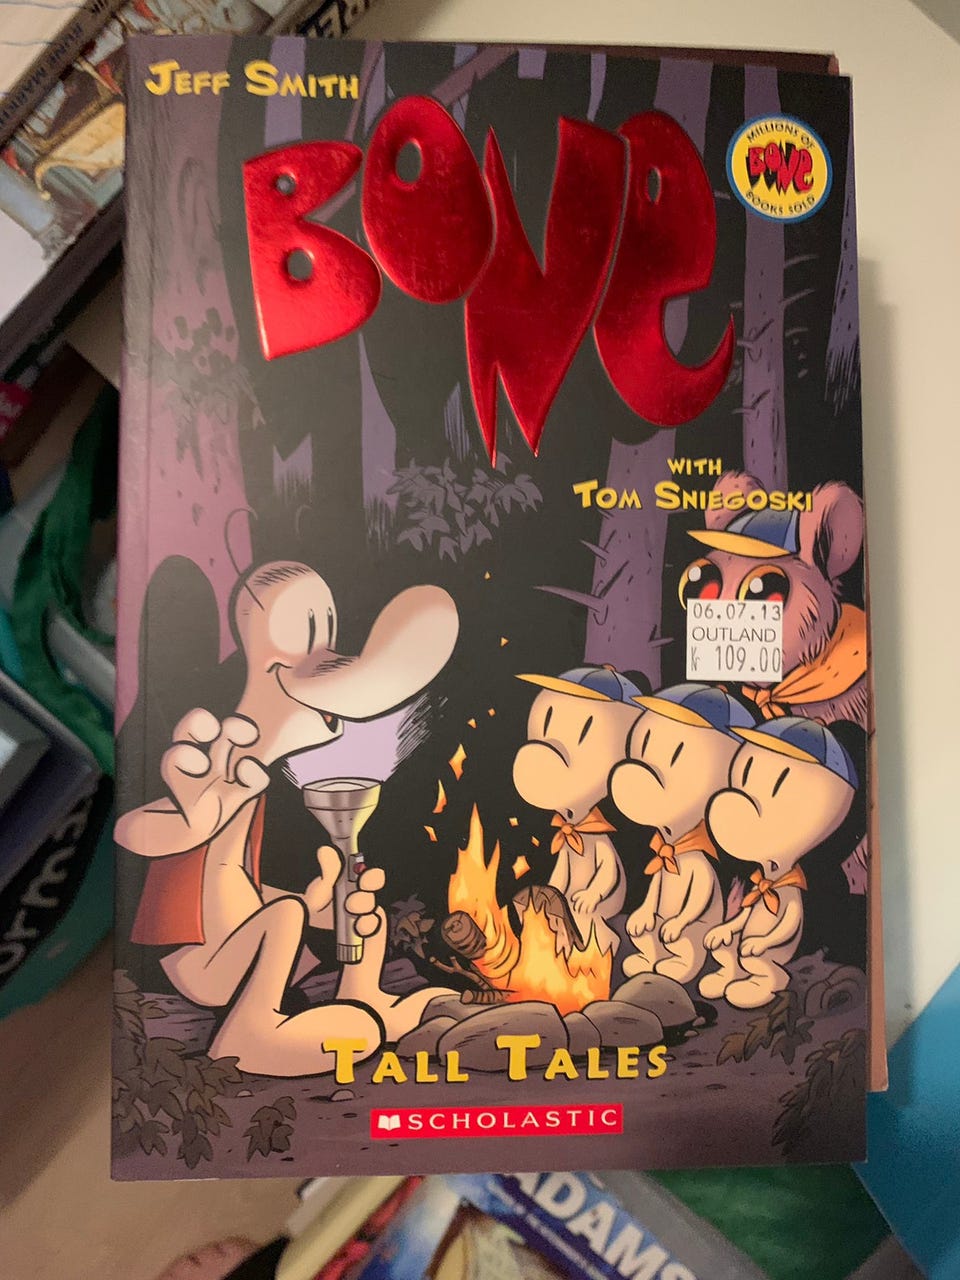 JEFF SMITH
BONE
MILLIONS OF
BONE
BOOKS SOLD
WITH
TOM SNIEGOSKI
06.07.13
OUTLAND
Kr 109.00
TALL TALES
SCHOLASTIC
ADAMS